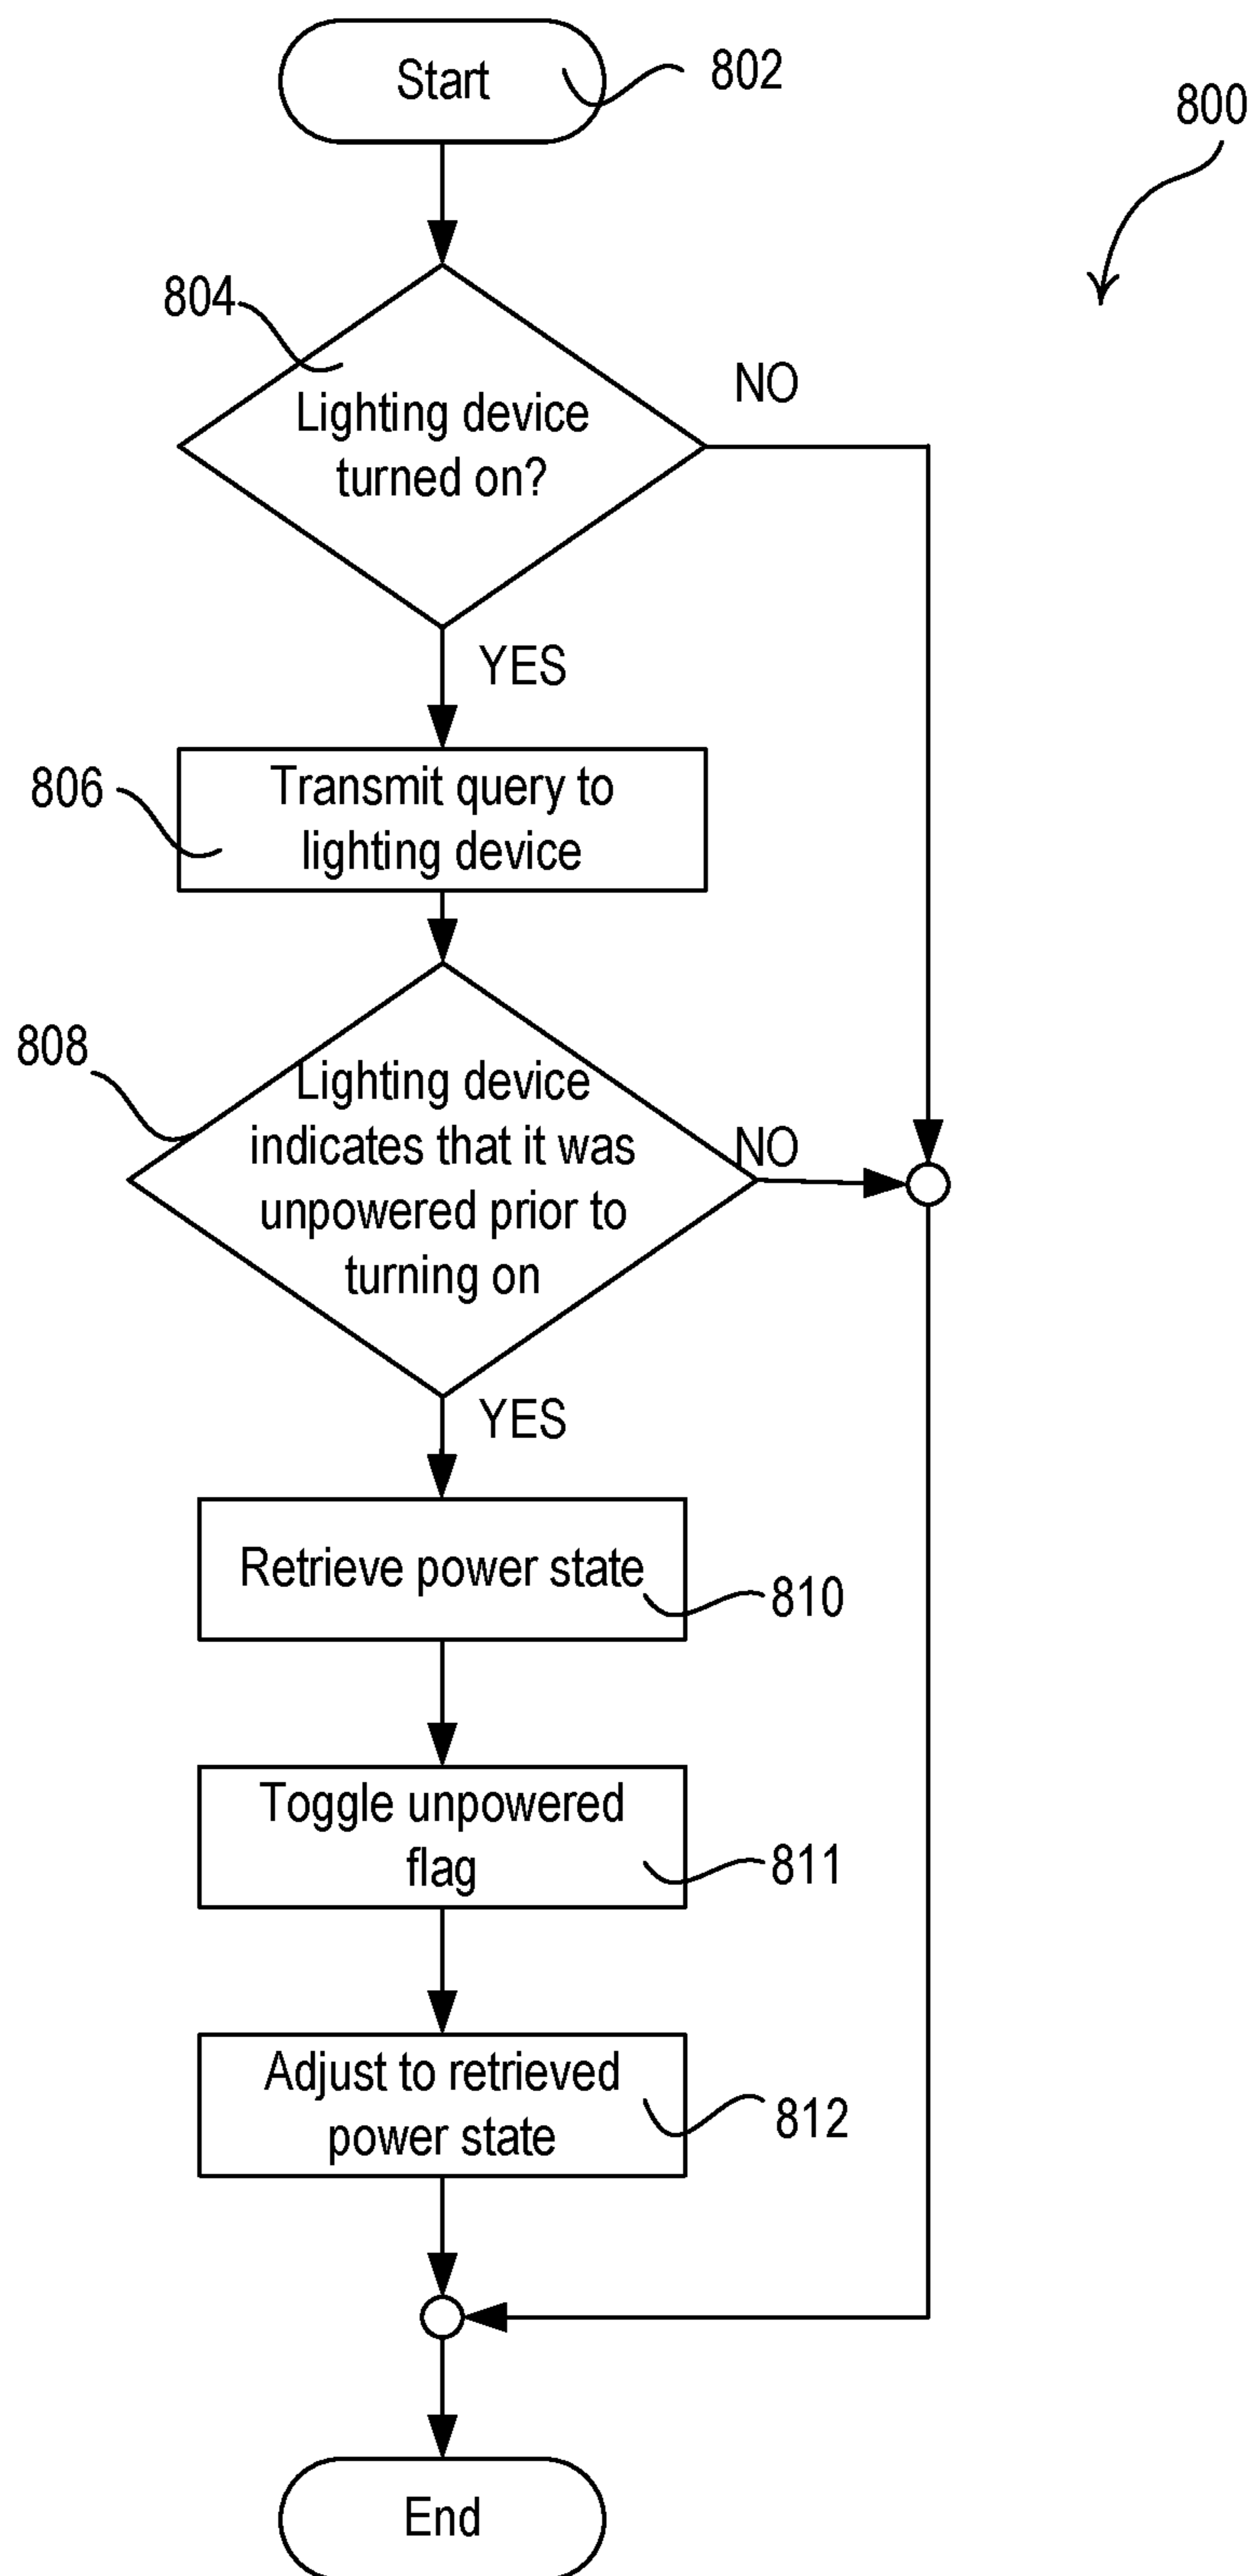 Start
802
800
804
Lighting device
turned on?
NO
YES
806
Transmit query to
lighting device
808
Lighting device
indicates that it was
unpowered prior to
turning on
NO
YES
Retrieve power state
810
Toggle unpowered
flag
811
Adjust to retrieved
power state
812
End